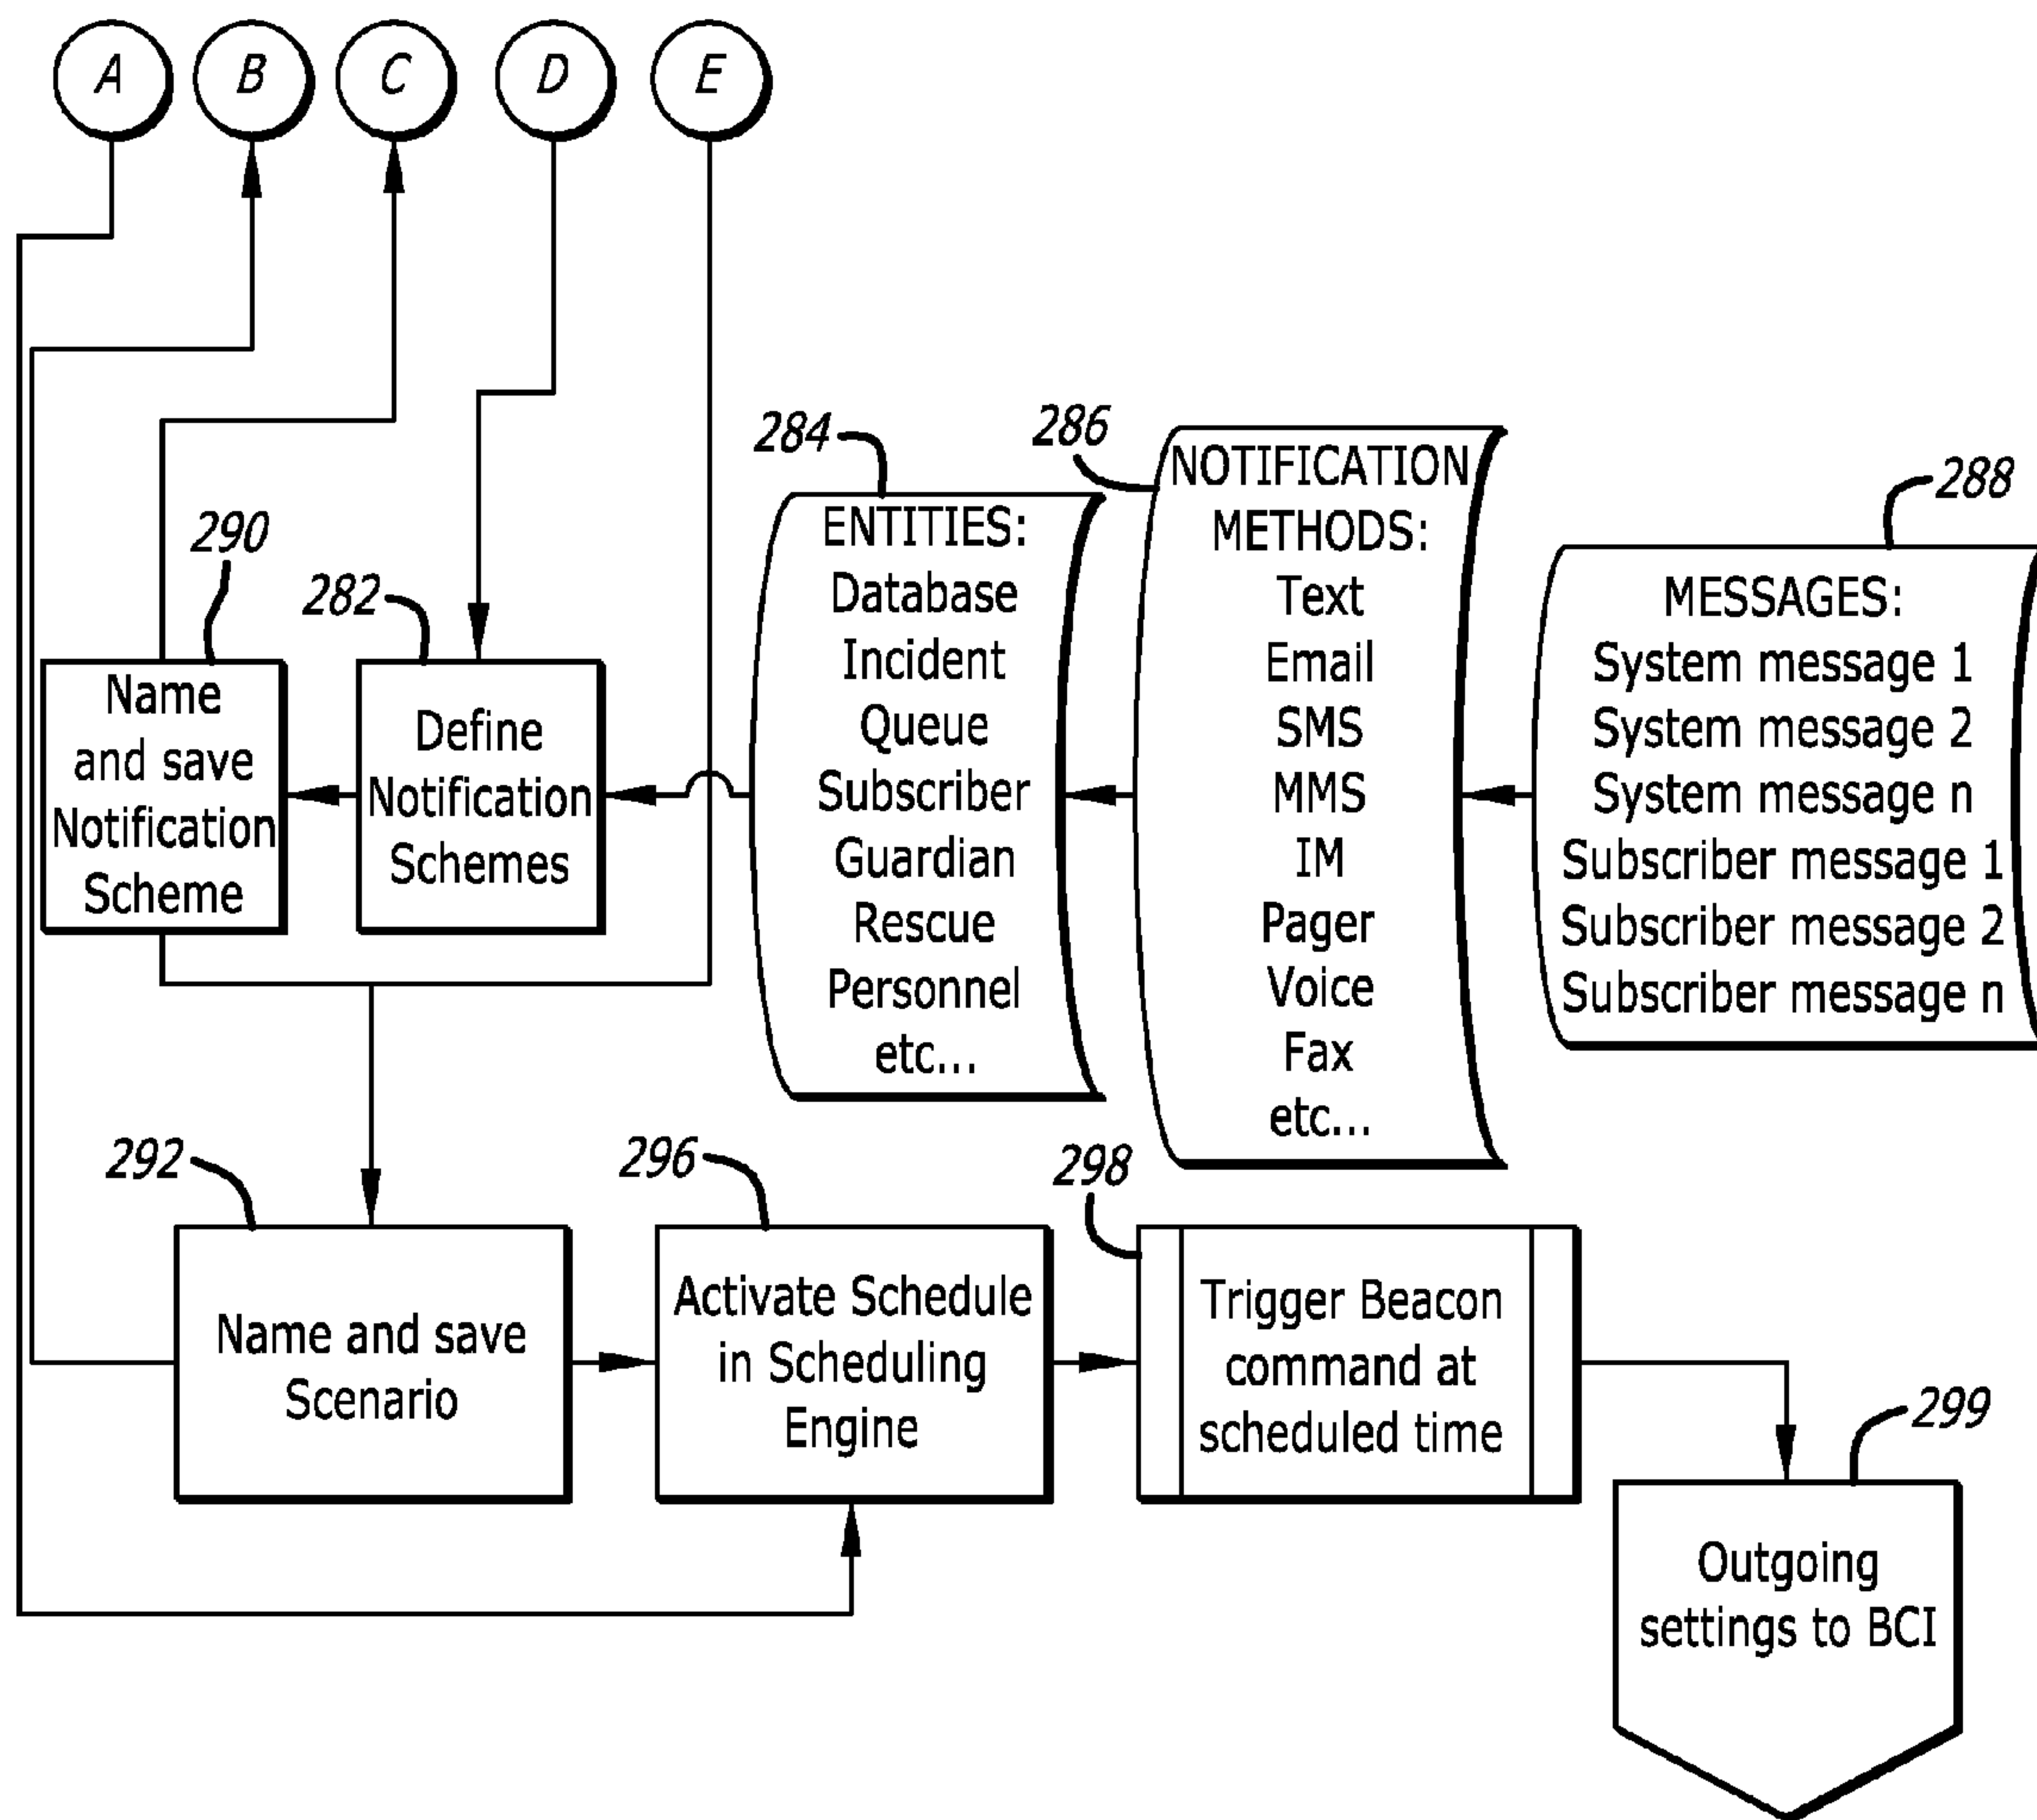 A
B
C
D
E
284
286
288
290
282
ENTITIES:
Database
Incident
Queue
Subscriber
Guardian
Rescue
Personnel
etc...
NOTIFICATION
METHODS:
Text
Email
SMS
MMS
IM
Pager
Voice
Fax
etc...
MESSAGES:
System message 1
System message 2
System message n
Subscriber message 1
Subscriber message 2
Subscriber message n
Name
and save
Notification
Scheme
Define
Notification
Schemes
292
296
298
299
Name and save
Scenario
Activate Schedule
in Scheduling
Engine
Trigger Beacon
command at
scheduled time
Outgoing
settings to BCI